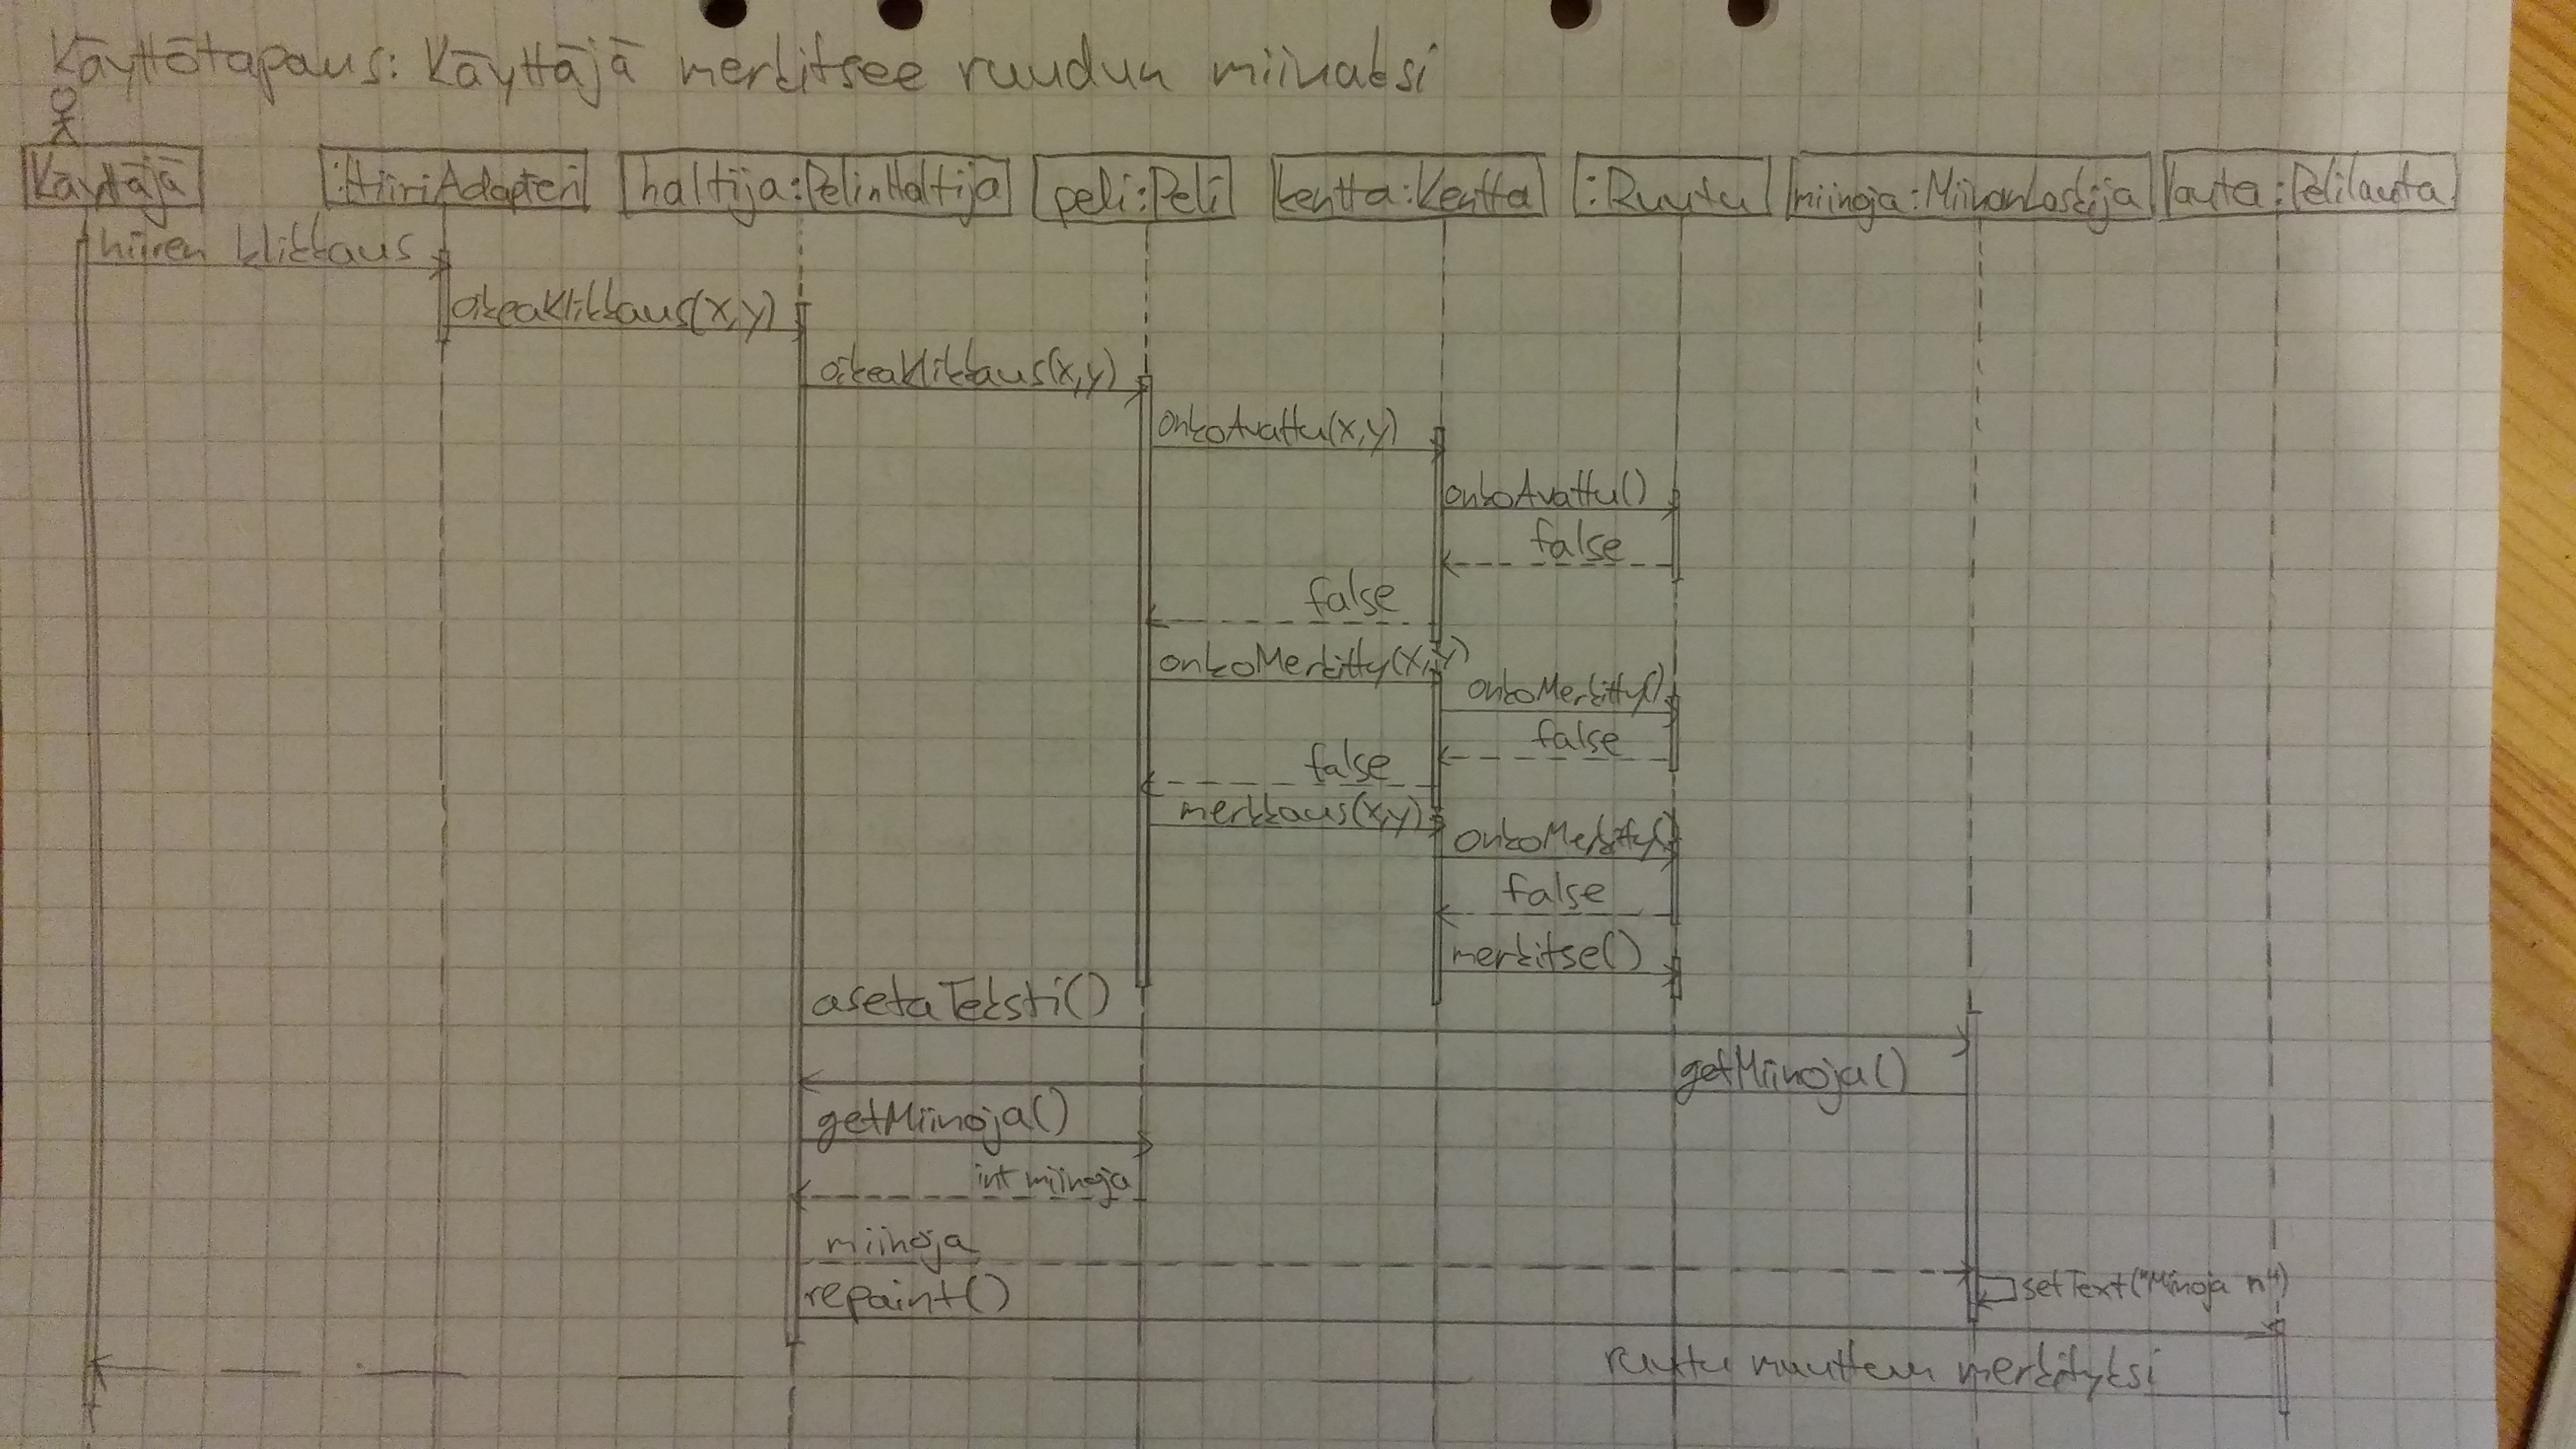 Käyttötapaus: Käyttäjä merkitsee ruudun miinaksi
Käyttäjä
:HiiriAdapteri
haltija:PelinHaltija
peli:Peli
kentta:Kentta
:Ruutu
miinoja:MiinanLaskija
lauta:Pelilauta
hiiren klikkaus
oikeaKlikkaus(x,y)
oikeaKlikkaus(x,y)
onkoAvattu(x,y)
onkoAvattu()
false
false
onkoMerkitty(x,y)
onkoMerkitty()
false
false
merkkaus(x,y)
onkoMerkitty()
false
merkitse()
asetaTeksti()
getMiinoja()
getMiinoja()
int miinoja
miinoja
setText("Miinoja n")
repaint()
ruutu muuttuu merkityksi